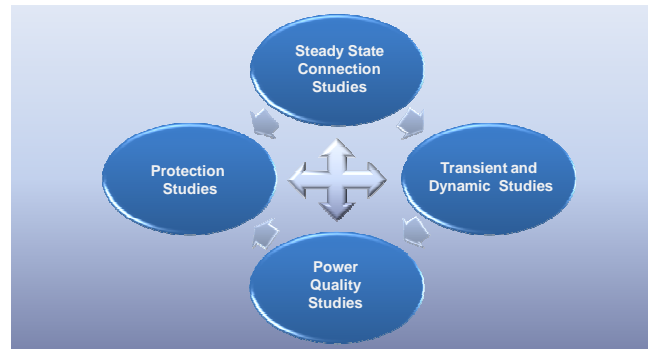 Steady State
Connection
Studies
Protection
Studies
Transient and
Dynamic Studies
Power
Quality
Studies